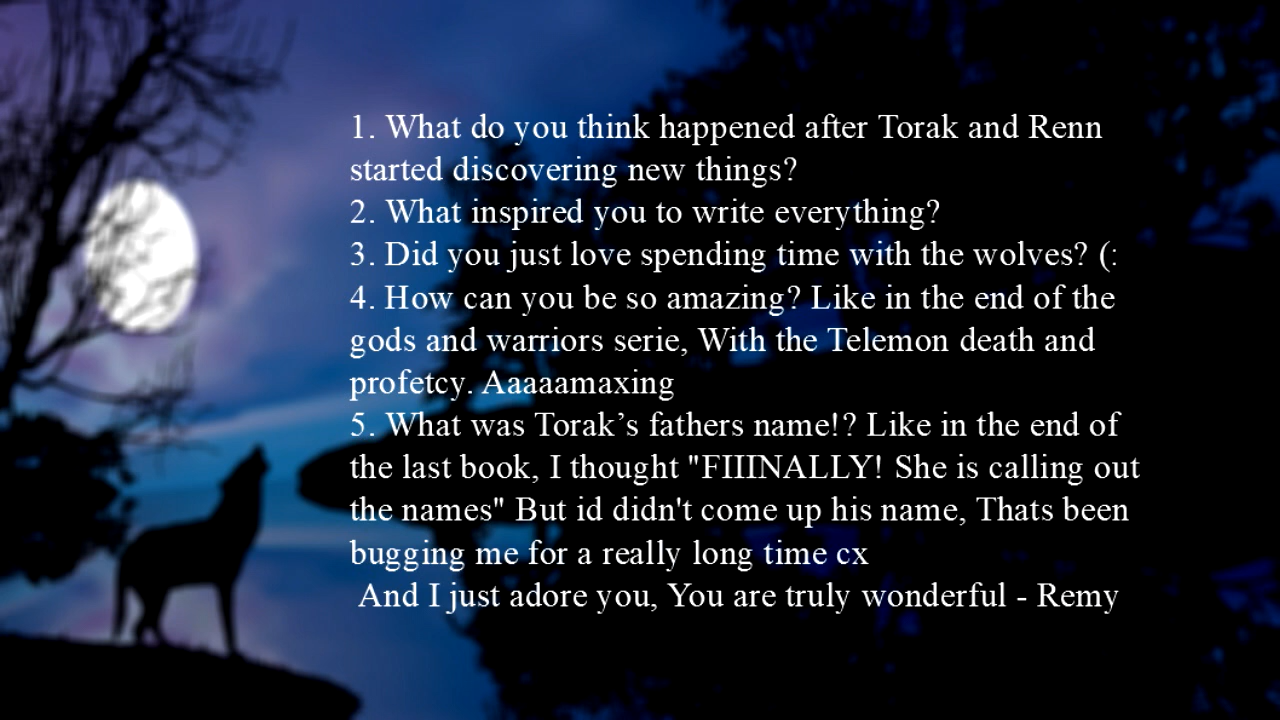 1. What do you think happened after Torak and Renn
started discovering new things?
2. What inspired you to write everything?
3. Did you just love spending time with the wolves? (:
4. How can you be so amazing? Like in the end of the
gods and warriors serie, With the Telemon death and
profetcy. Aaaaamaxing
5. What was Torak’s fathers name!? Like in the end of
the last book, I thought "FIIINALLY! She is calling out
the names" But id didn't come up his name, Thats been
bugging me for a really long time cx
And I just adore you, You are truly wonderful - Remy